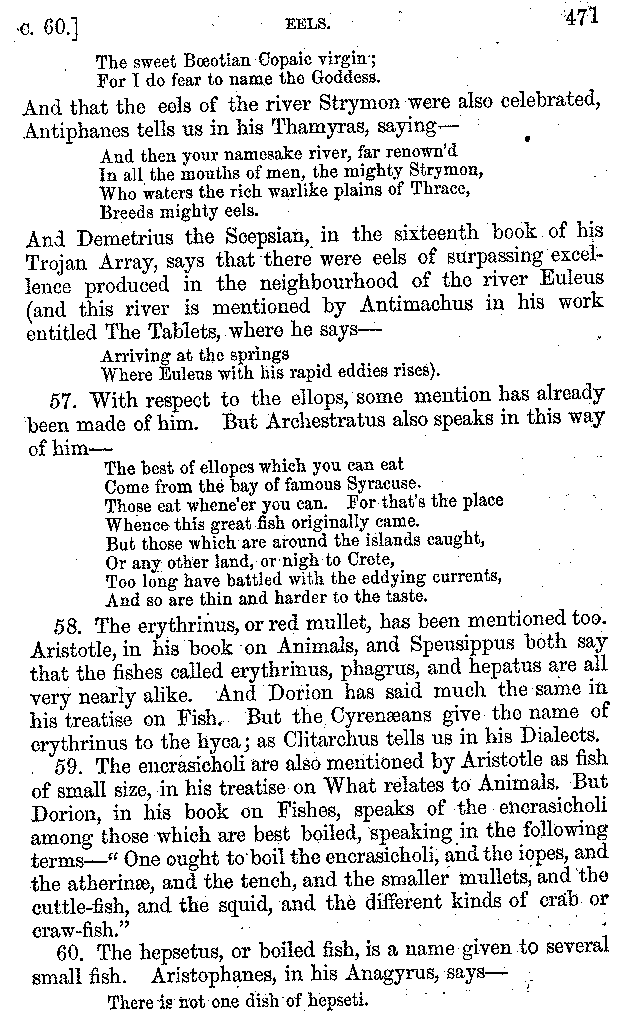 C. 60.] EELS. 471
The sweet Bœotian Copaic virgin;
For I do fear to name the Goddess.
And that the eels of the river Strymon were also celebrated,
Antiphanes tells us in his Thamyras, saying—
And then your namesake river, far renown'd
In all the mouths of men, the mighty Strymon,
Who waters the rich warlike plains of Thrace,
Breeds mighty eels.
And Demetrius the Scepsian, in the sixteenth book of his
Trojan Array, says that there were eels of surpassing excel-
lence produced in the neighbourhood of the river Euleus
(and this river is mentioned by Antimachus in his work
entitled The Tablets, where he says—
Arriving at the springs
Where Euleus with his rapid eddies rises).
57. With respect to the ellops, some mention has already
been made of him. But Archestratus also speaks in this way
of him—
The best of ellopes which you can eat
Come from the bay of famous Syracuse.
Those eat whene'er you can. For that's the place
Whence this great fish originally came.
But those which are around the islands caught,
Or any other land, or nigh to Crete,
Too long have battled with the eddying currents,
And so are thin and harder to the taste.
58. The erythrinus, or red mullet, has been mentioned too.
Aristotle, in his book on Animals, and Speusippus both say
that the fishes called erythrinus, phagrus, and hepatus are all
very nearly alike. And Dorion has said much the same in
his treatise on Fish. But the Cyrenæans give the name of
erythrinus to the hyca; as Clitarchus tells us in his Dialects.
59. The encrasicholi are also mentioned by Aristotle as fish
of small size, in his treatise on What relates to Animals. But
Dorion, in his book on Fishes, speaks of the encrasicholi
among those which are best boiled, speaking in the following
terms—“ One ought to boil the encrasicholi, and the iopes, and
the atherinæ, and the tench, and the smaller mullets, and the
cuttle-fish, and the squid, and the different kinds of crab or
craw-fish.”
60. The hepsetus, or boiled fish, is a name given to several
small fish. Aristophanes, in his Anagyrus, says—
There is not one dish of hepseti.